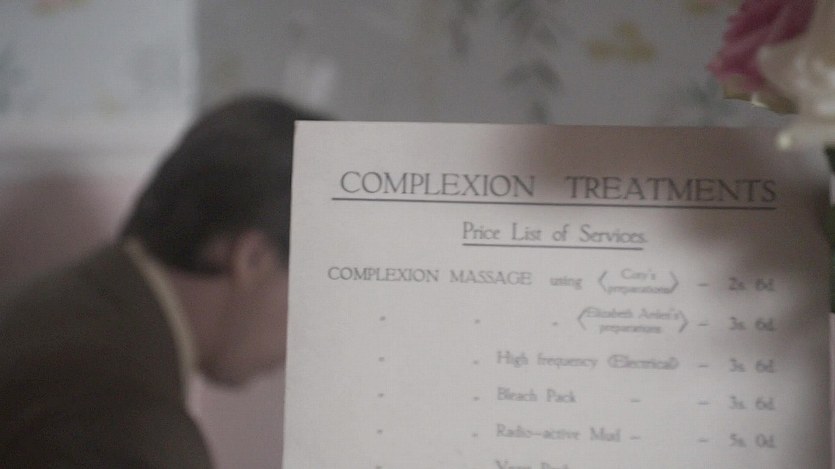 COMPLEXION TREATMENTS
Price List of Services.
COMPLEXION MASSAGE using ⟨ Coty's preparations ⟩ – 2s. 6d.
" " " ⟨ Elizabeth Arden's preparations ⟩ – 3s. 6d.
" " High frequency (Electrical) – 3s. 6d.
" " Bleach Pack – – 3s. 6d.
" " Radio-active Mud – – 5s. 0d.